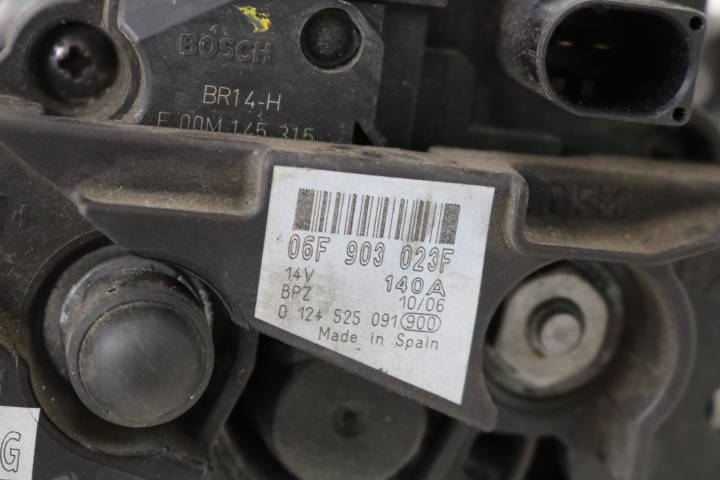 BOSCH
BR14-H
F 00M 145 315
06F 903 023F
14V 140A
BPZ 10/06
0 124 525 091 900
Made in Spain
G